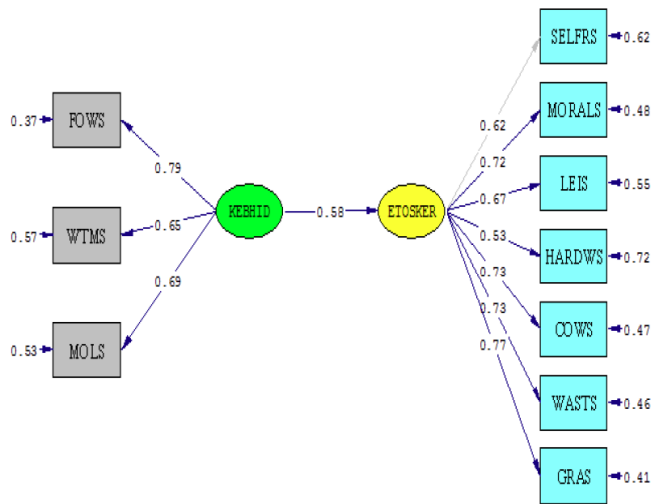 SELFRS
0.62
0.37
FOWS
MORALS
0.48
0.62
0.72
0.79
LEIS
0.55
0.67
0.57
WTMS
0.65
KEBHID
0.58
ETOSKER
0.53
HARDWS
0.72
0.69
0.73
0.73
COWS
0.47
0.53
MOLS
0.77
WASTS
0.46
GRAS
0.41